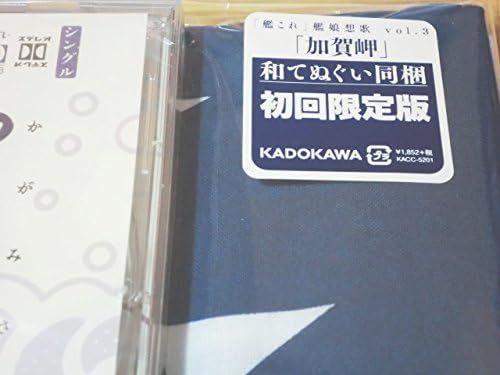 シングル
ステレオ
か
が
み
さ
「艦これ」艦娘想歌 vol.3
「加賀岬」
和てぬぐい同梱
初回限定版
KADOKAWA
¥1,852+税
KACC-5201